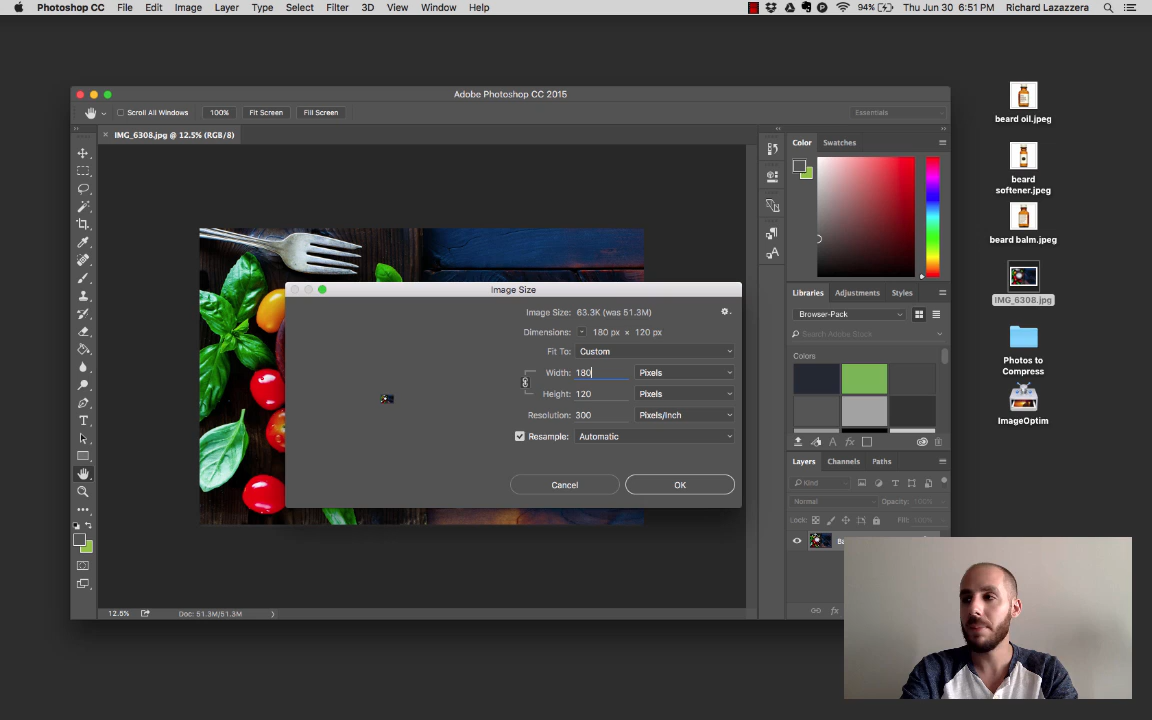 Photoshop CC File Edit Image Layer Type Select Filter 3D View Window Help 94% Thu Jun 30 6:51 PM Richard Lazazzera
Adobe Photoshop CC 2015
Scroll All Windows 100% Fit Screen Fill Screen Essentials
IMG_6308.jpg @ 12.5% (RGB/8)
Color Swatches
Image Size
Image Size: 63.3K (was 51.3M)
Dimensions: 180 px × 120 px
Fit To: Custom
Width: 180 Pixels
Height: 120 Pixels
Resolution: 300 Pixels/Inch
Resample: Automatic
Cancel OK
Libraries Adjustments Styles
Browser-Pack
Search Adobe Stock
Colors
Layers Channels Paths
Kind
Normal Opacity: 100%
Lock: Fill: 100%
12.5% Doc: 51.3M/51.3M
beard oil.jpeg
beard
softener.jpeg
beard balm.jpeg
IMG_6308.jpg
Photos to
Compress
ImageOptim